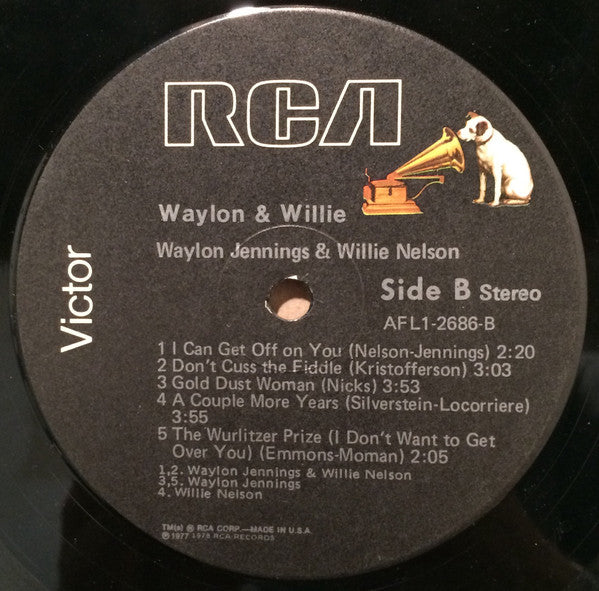 RCA
Waylon & Willie
Waylon Jennings & Willie Nelson
Victor
Side B Stereo
AFL1-2686-B
1 I Can Get Off on You (Nelson-Jennings) 2:20
2 Don't Cuss the Fiddle (Kristofferson) 3:03
3 Gold Dust Woman (Nicks) 3:53
4 A Couple More Years (Silverstein-Locorriere)
3:55
5 The Wurlitzer Prize (I Don't Want to Get
Over You) (Emmons-Moman) 2:05
1,2. Waylon Jennings & Willie Nelson
3,5. Waylon Jennings
4. Willie Nelson
TM(s) ® RCA CORP.—MADE IN U.S.A.
℗ 1977 1978 RCA RECORDS